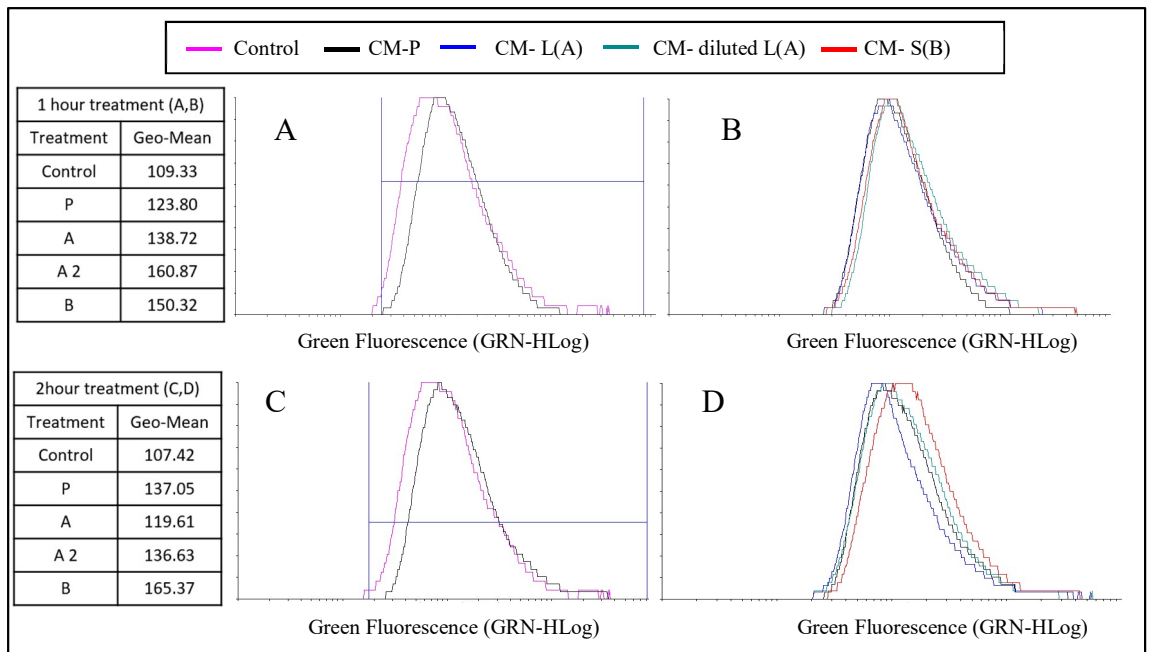 Control CM-P CM- L(A) CM- diluted L(A) CM- S(B)
1 hour treatment (A,B)
Treatment Geo-Mean
Control 109.33
P 123.80
A 138.72
A 2 160.87
B 150.32
A
B
Green Fluorescence (GRN-HLog) Green Fluorescence (GRN-HLog)
2hour treatment (C,D)
Treatment Geo-Mean
Control 107.42
P 137.05
A 119.61
A 2 136.63
B 165.37
C
D
Green Fluorescence (GRN-HLog) Green Fluorescence (GRN-HLog)